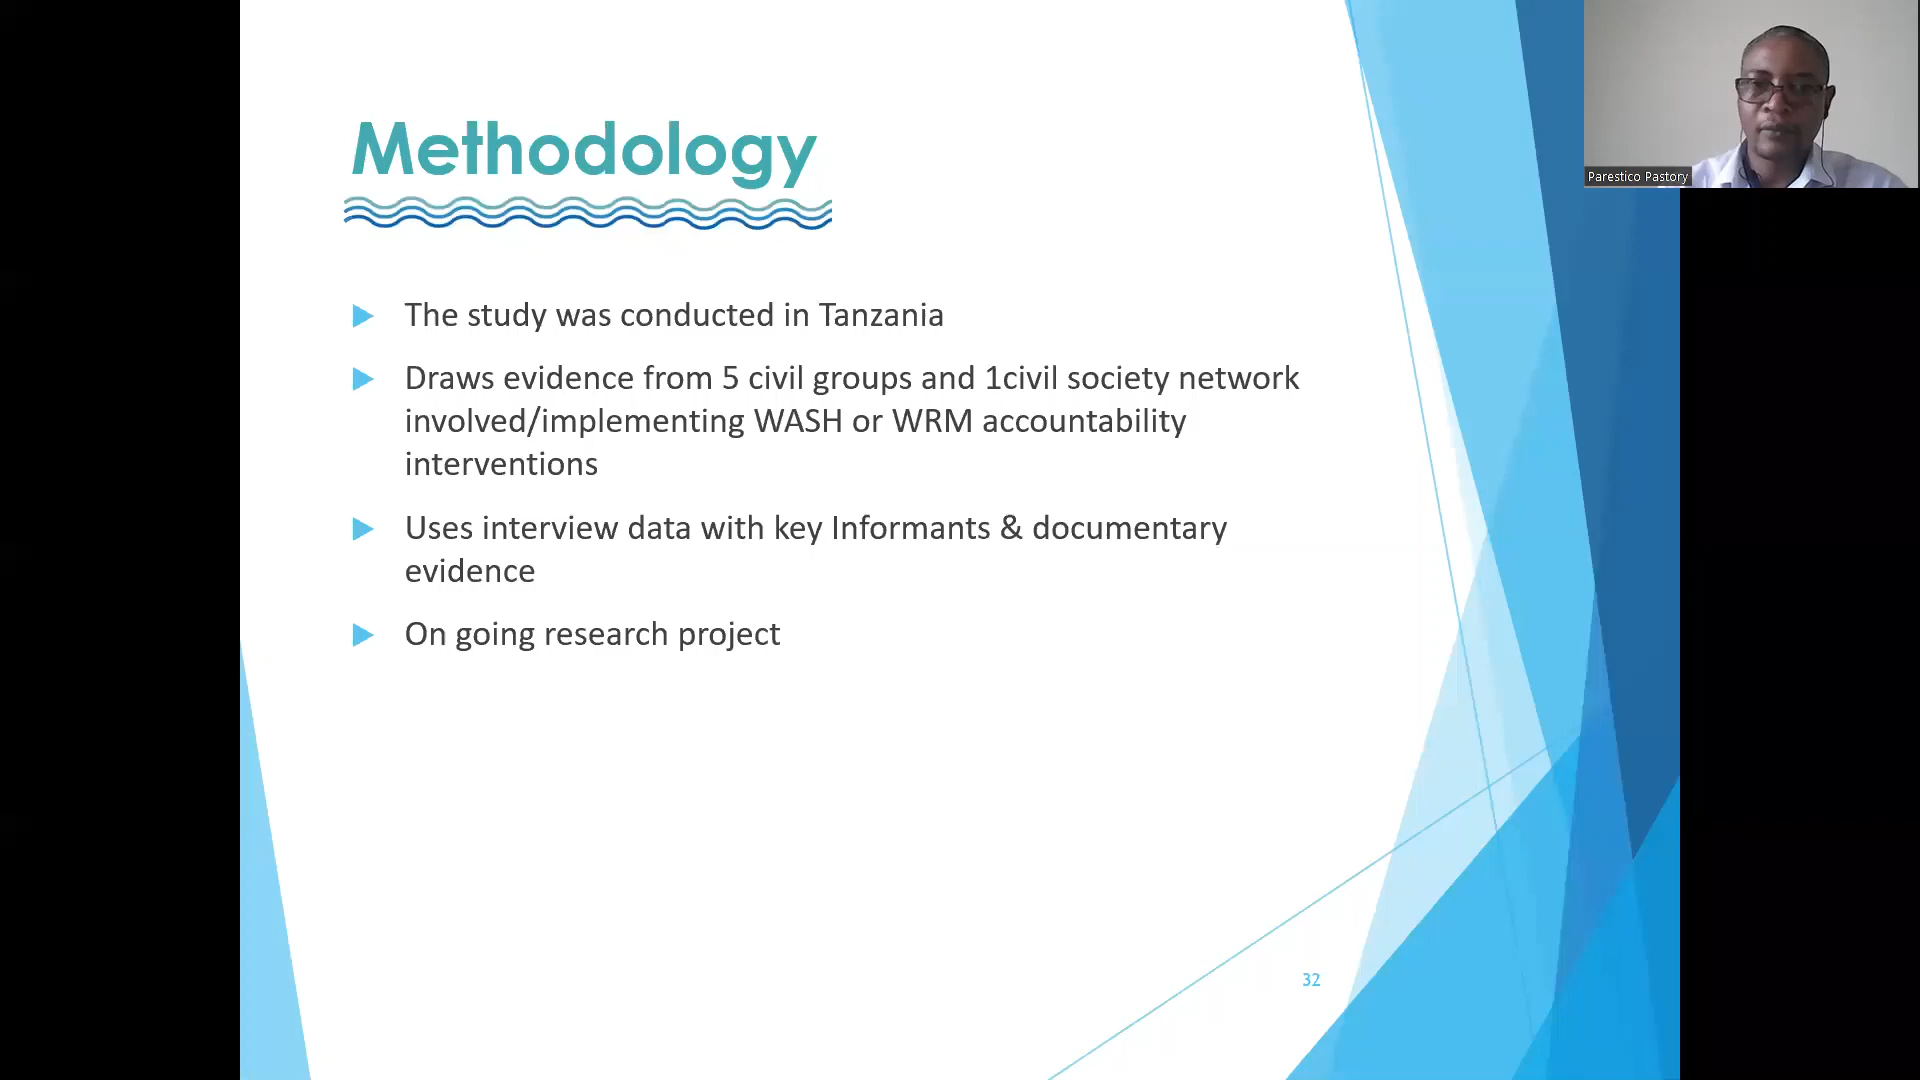 Methodology
The study was conducted in Tanzania
Draws evidence from 5 civil groups and 1civil society network
involved/implementing WASH or WRM accountability
interventions
Uses interview data with key Informants & documentary
evidence
On going research project
32
Parestico Pastory